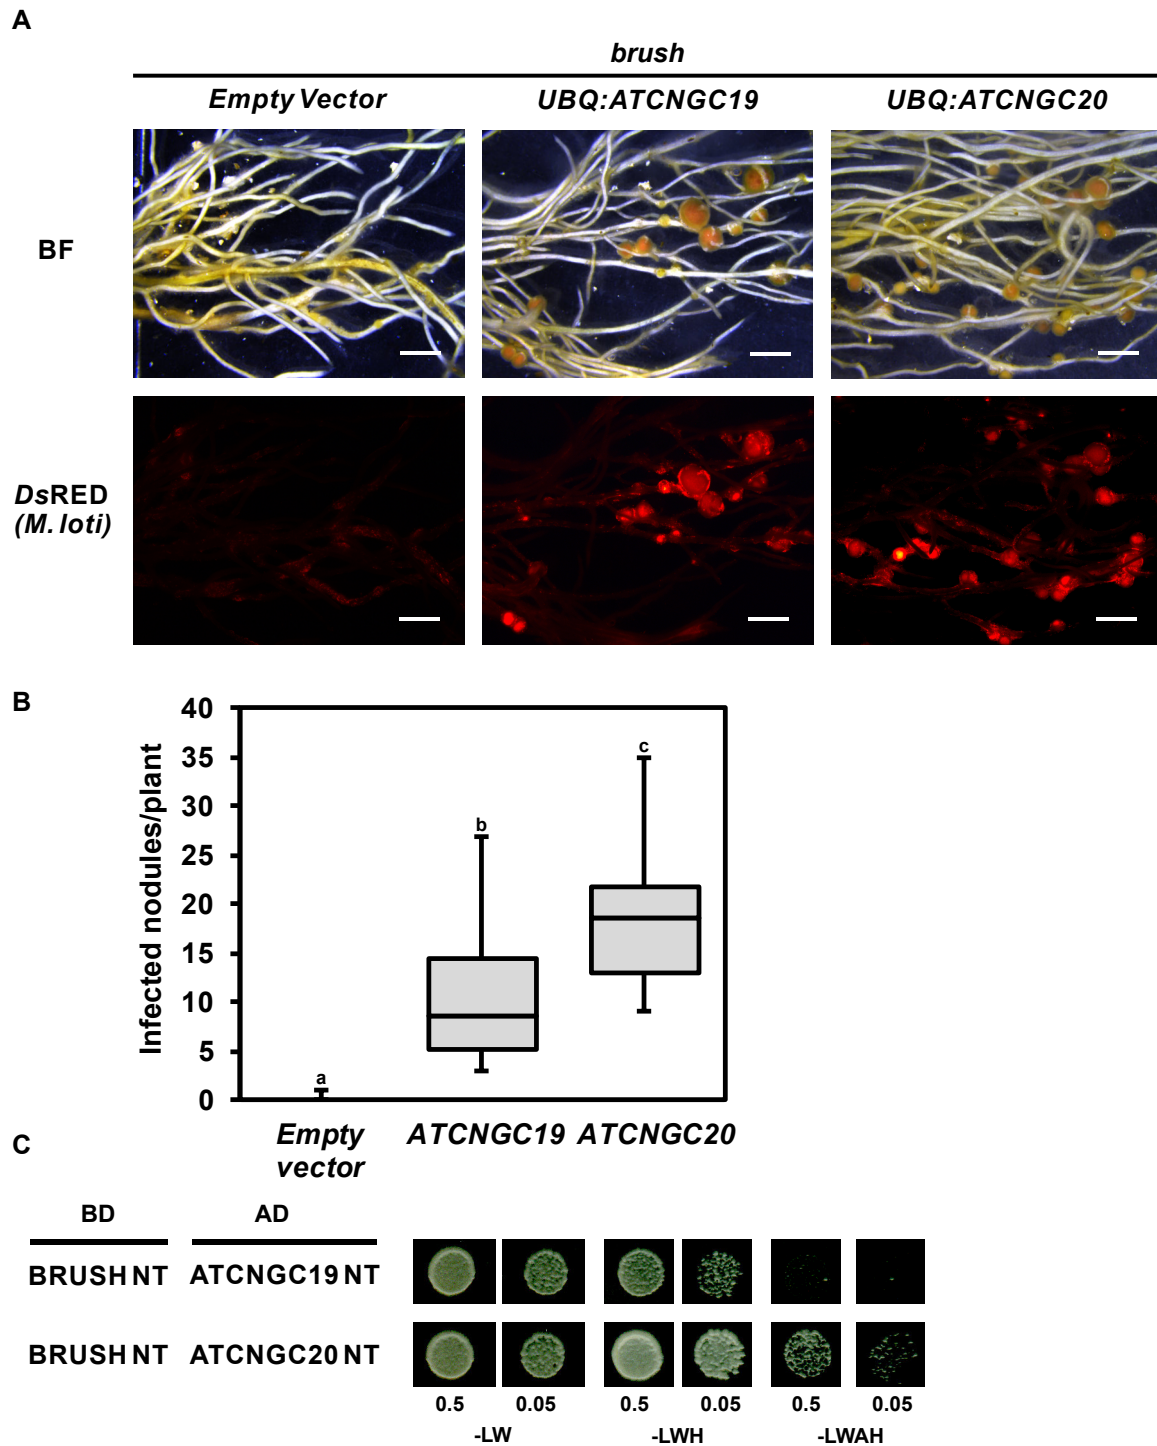 A
brush
Empty Vector UBQ:ATCNGC19 UBQ:ATCNGC20
BF
DsRED
(M. loti)
B
Infected nodules/plant
40
35
30
25
20
15
10
5
0
a
b
c
Empty vector
ATCNGC19
ATCNGC20
C
BD AD
BRUSH NT ATCNGC19 NT
BRUSH NT ATCNGC20 NT
0.5 0.05 0.5 0.05 0.5 0.05
-LW -LWH -LWAH